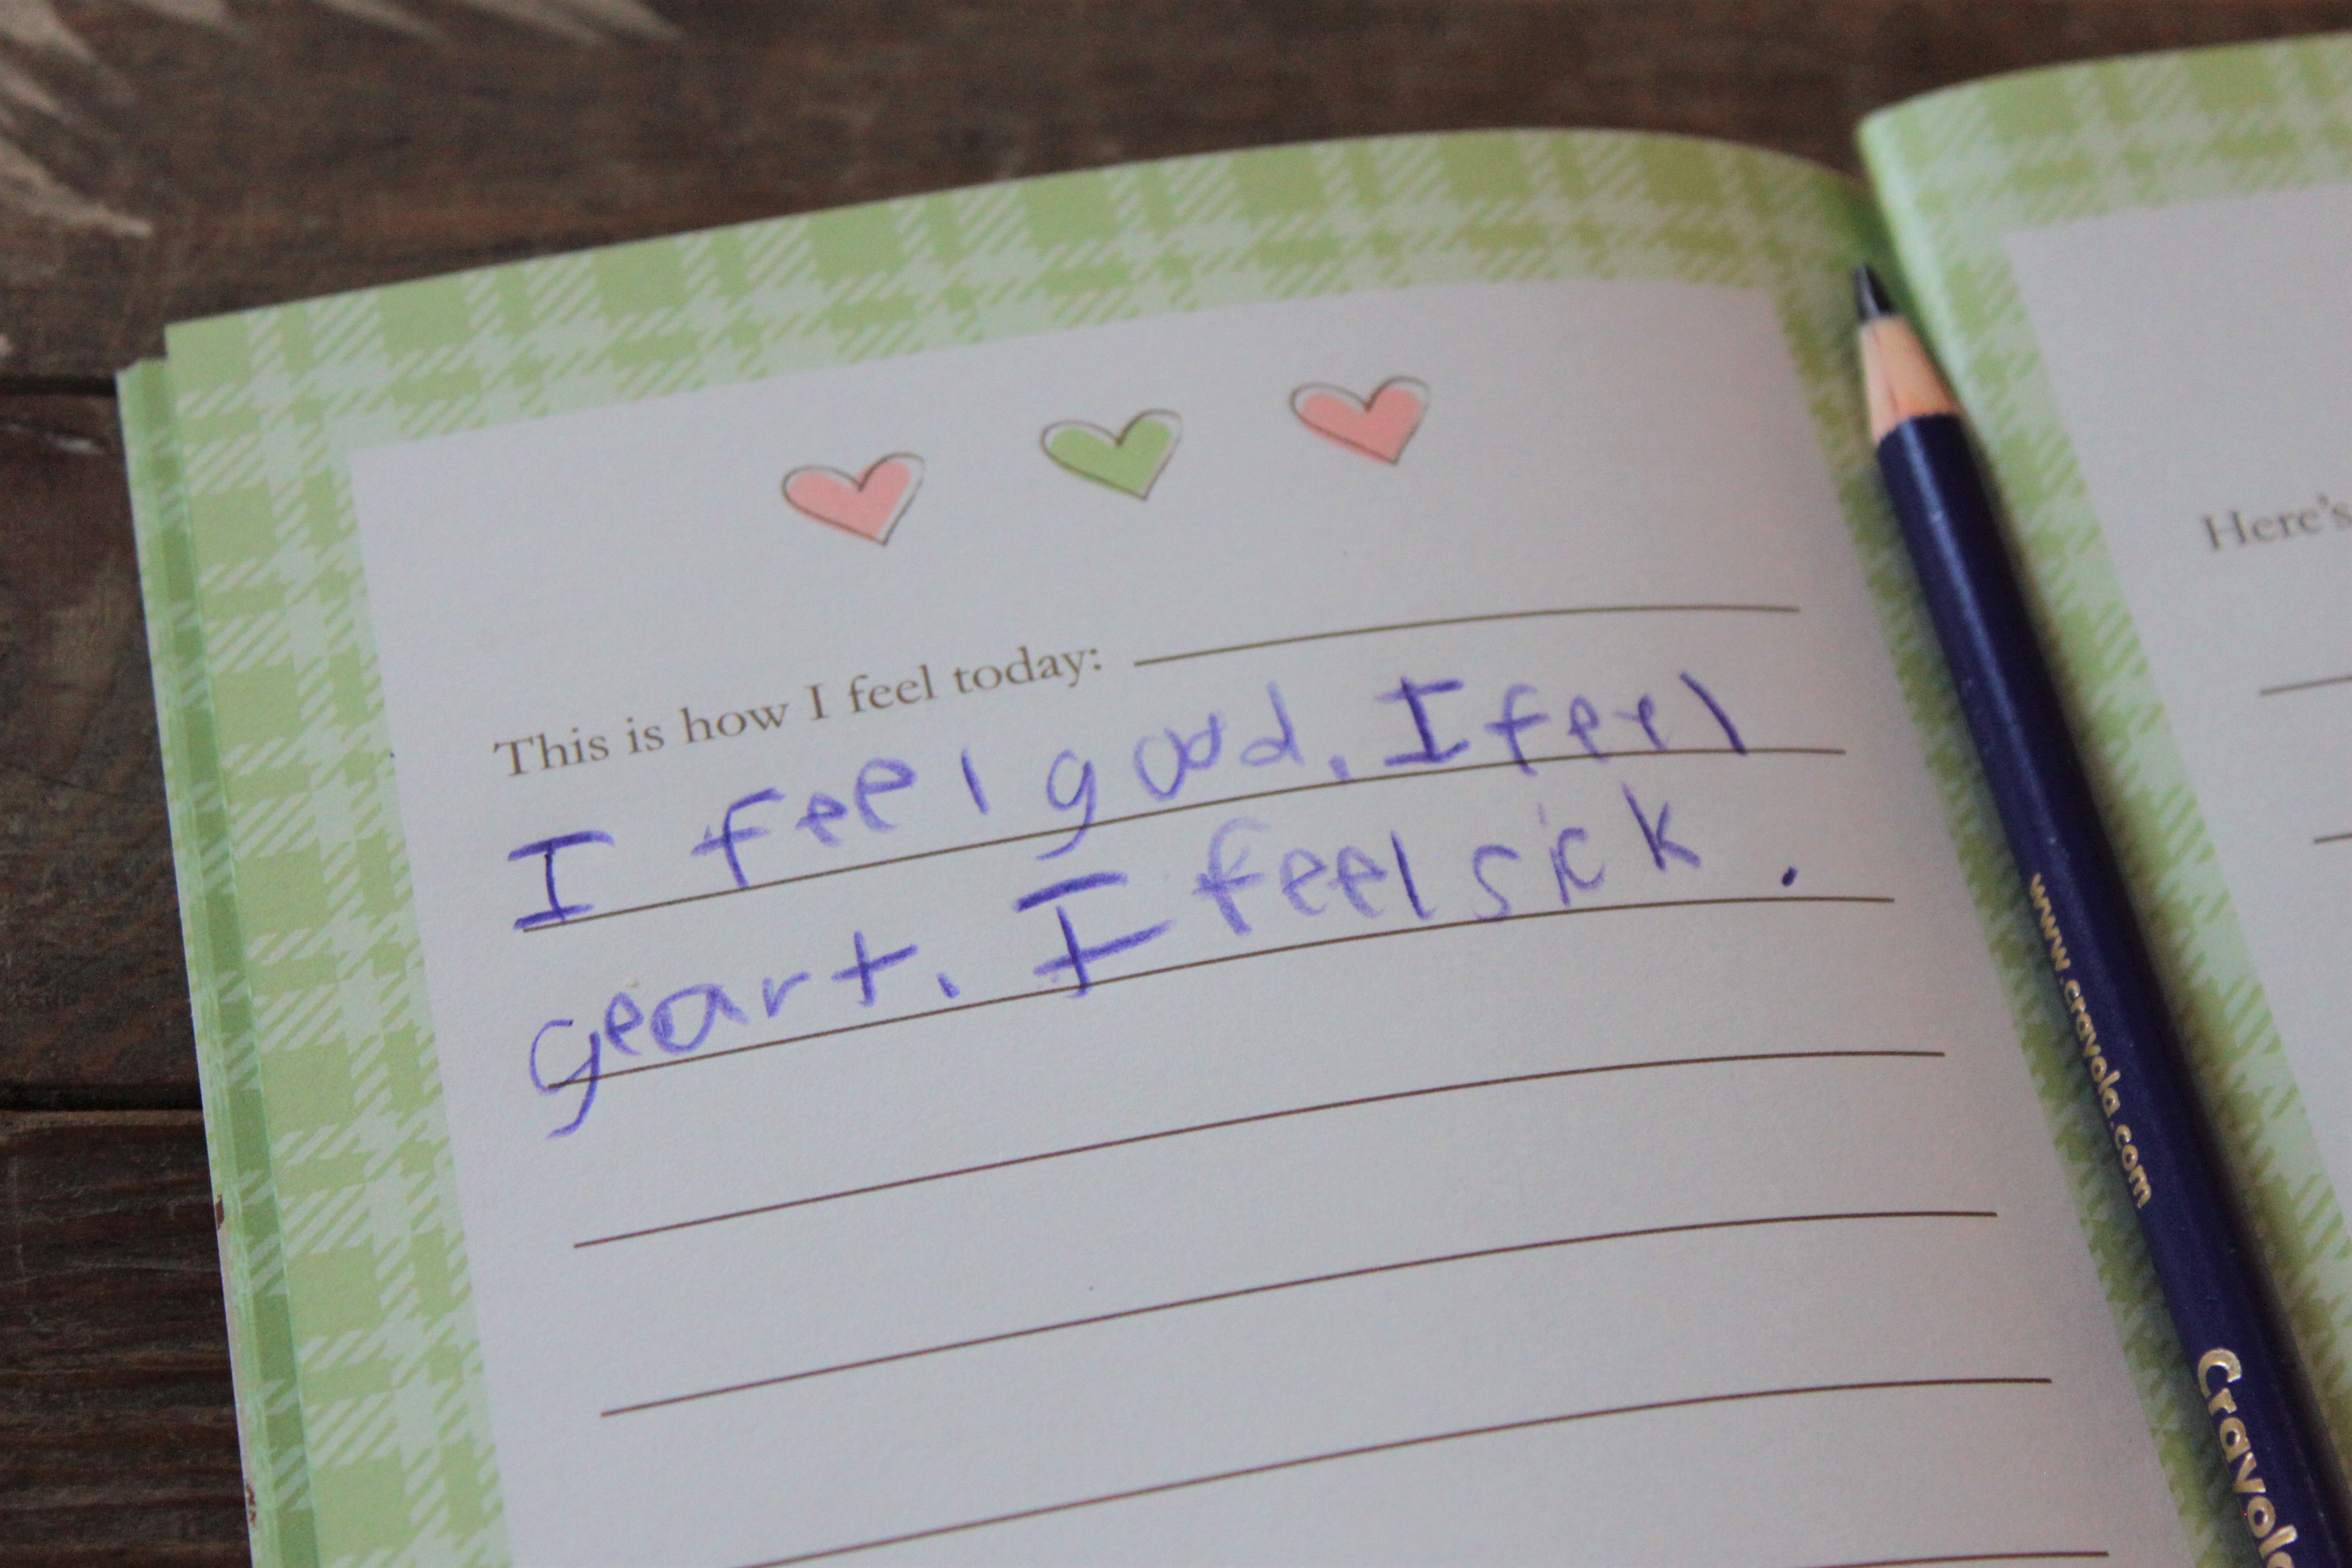 This is how I feel today:
I feel good. I feel
geart. I feel sick.
Here's
www.crayola.com
Crayola